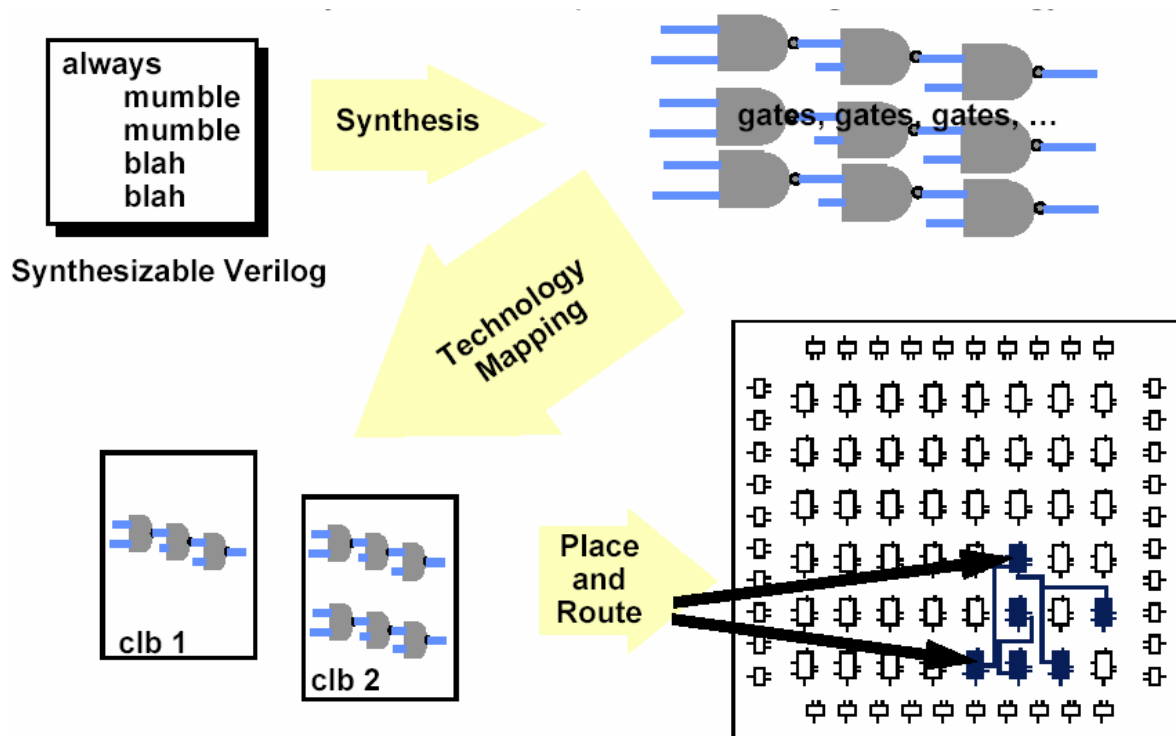 always
mumble
mumble
blah
blah
Synthesizable Verilog
Synthesis
gates, gates, gates, ...
Technology
Mapping
clb 1
clb 2
Place
and
Route